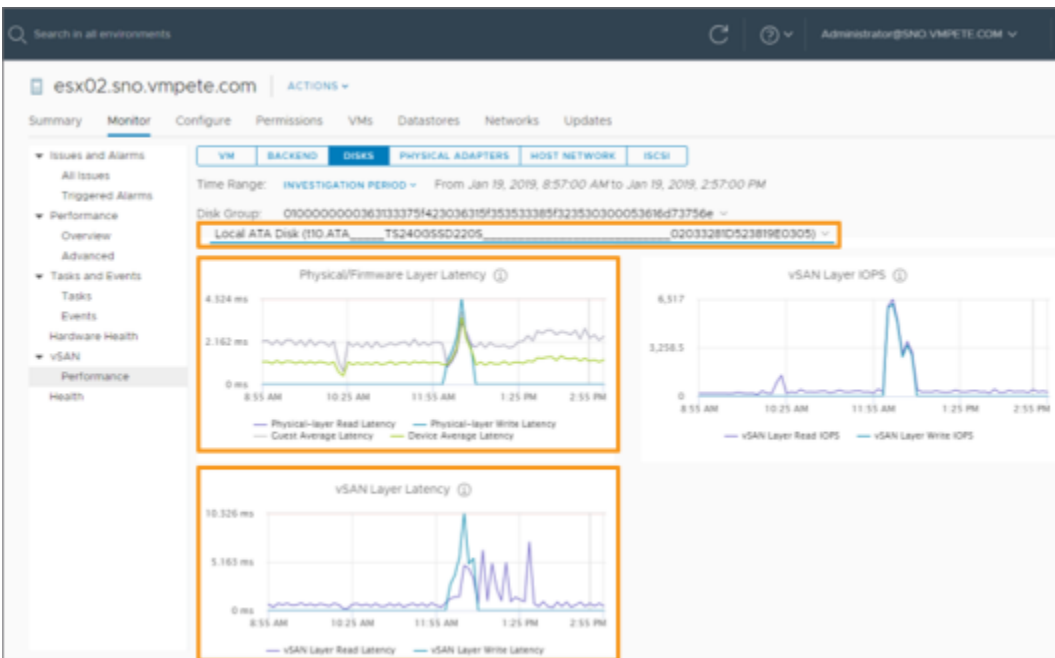 Search in all environments
Administrator@SNO.VMPETE.COM
esx02.sno.vmpete.com
ACTIONS
Summary Monitor Configure Permissions VMs Datastores Networks Updates
Issues and Alarms
All Issues
Triggered Alarms
Performance
Overview
Advanced
Tasks and Events
Tasks
Events
Hardware Health
vSAN
Performance
Health
VM BACKEND DISKS PHYSICAL ADAPTERS HOST NETWORK ISCSI
Time Range: INVESTIGATION PERIOD From Jan 19, 2019, 8:57:00 AM to Jan 19, 2019, 2:57:00 PM
Disk Group:
Local ATA Disk (t10.ATA_____TS240GSSD220S___________________________02033281D523819E0305)
Physical/Firmware Layer Latency
4.524 ms
2.162 ms
0 ms
8:55 AM 10:25 AM 11:55 AM 1:25 PM 2:55 PM
Physical-layer Read Latency Physical-layer Write Latency
Guest Average Latency Device Average Latency
vSAN Layer IOPS
6,517
3,258.5
0
8:55 AM 10:25 AM 11:55 AM 1:25 PM 2:55 PM
vSAN Layer Read IOPS vSAN Layer Write IOPS
vSAN Layer Latency
10.326 ms
5.163 ms
0 ms
8:55 AM 10:25 AM 11:55 AM 1:25 PM 2:55 PM
vSAN Layer Read Latency vSAN Layer Write Latency